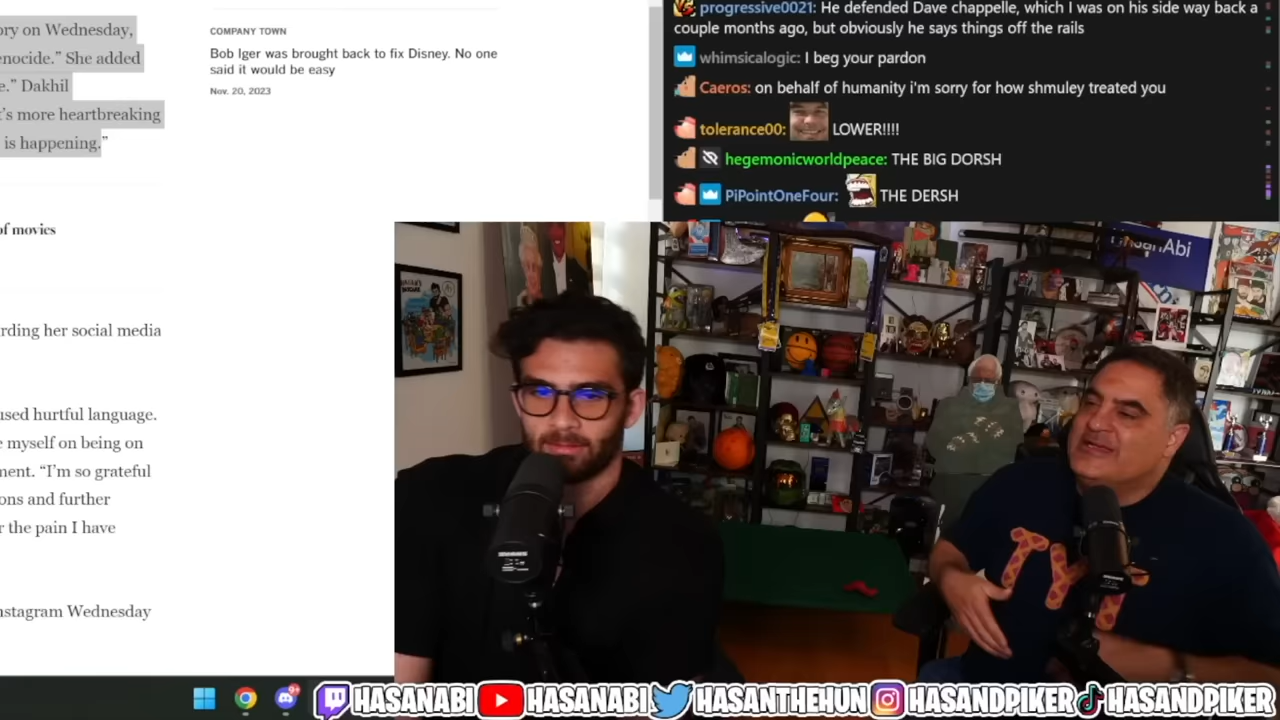 ory on Wednesday,
enocide.” She added
e.” Dakhil
t’s more heartbreaking
is happening.”
of movies
rding her social media
used hurtful language.
e myself on being on
ment. “I’m so grateful
ons and further
r the pain I have
nstagram Wednesday
COMPANY TOWN
Bob Iger was brought back to fix Disney. No one
said it would be easy
Nov. 20, 2023
progressive0021: He defended Dave chappelle, which I was on his side way back a
couple months ago, but obviously he says things off the rails
whimsicalogic: I beg your pardon
Caeros: on behalf of humanity i'm sorry for how shmuley treated you
tolerance00: LOWER!!!!
hegemonicworldpeace: THE BIG DORSH
PiPointOneFour: THE DERSH
TYT
HASANABI HASANABI HASANTHEHUN HASANDPIKER HASANDPIKER